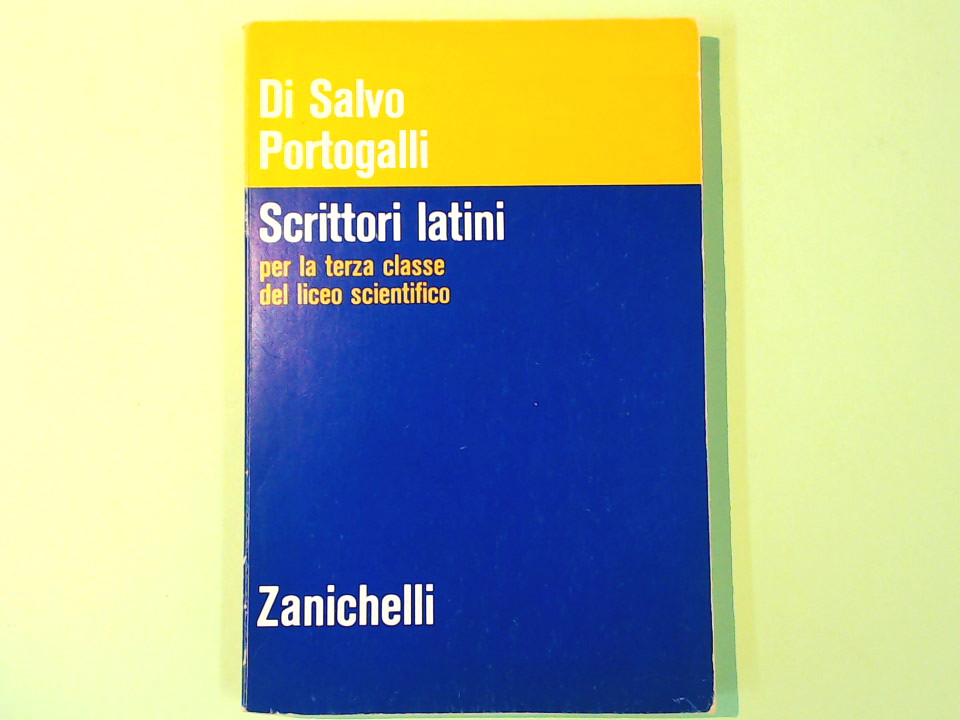 Di Salvo
Portogalli
Scrittori latini
per la terza classe
del liceo scientifico
Zanichelli